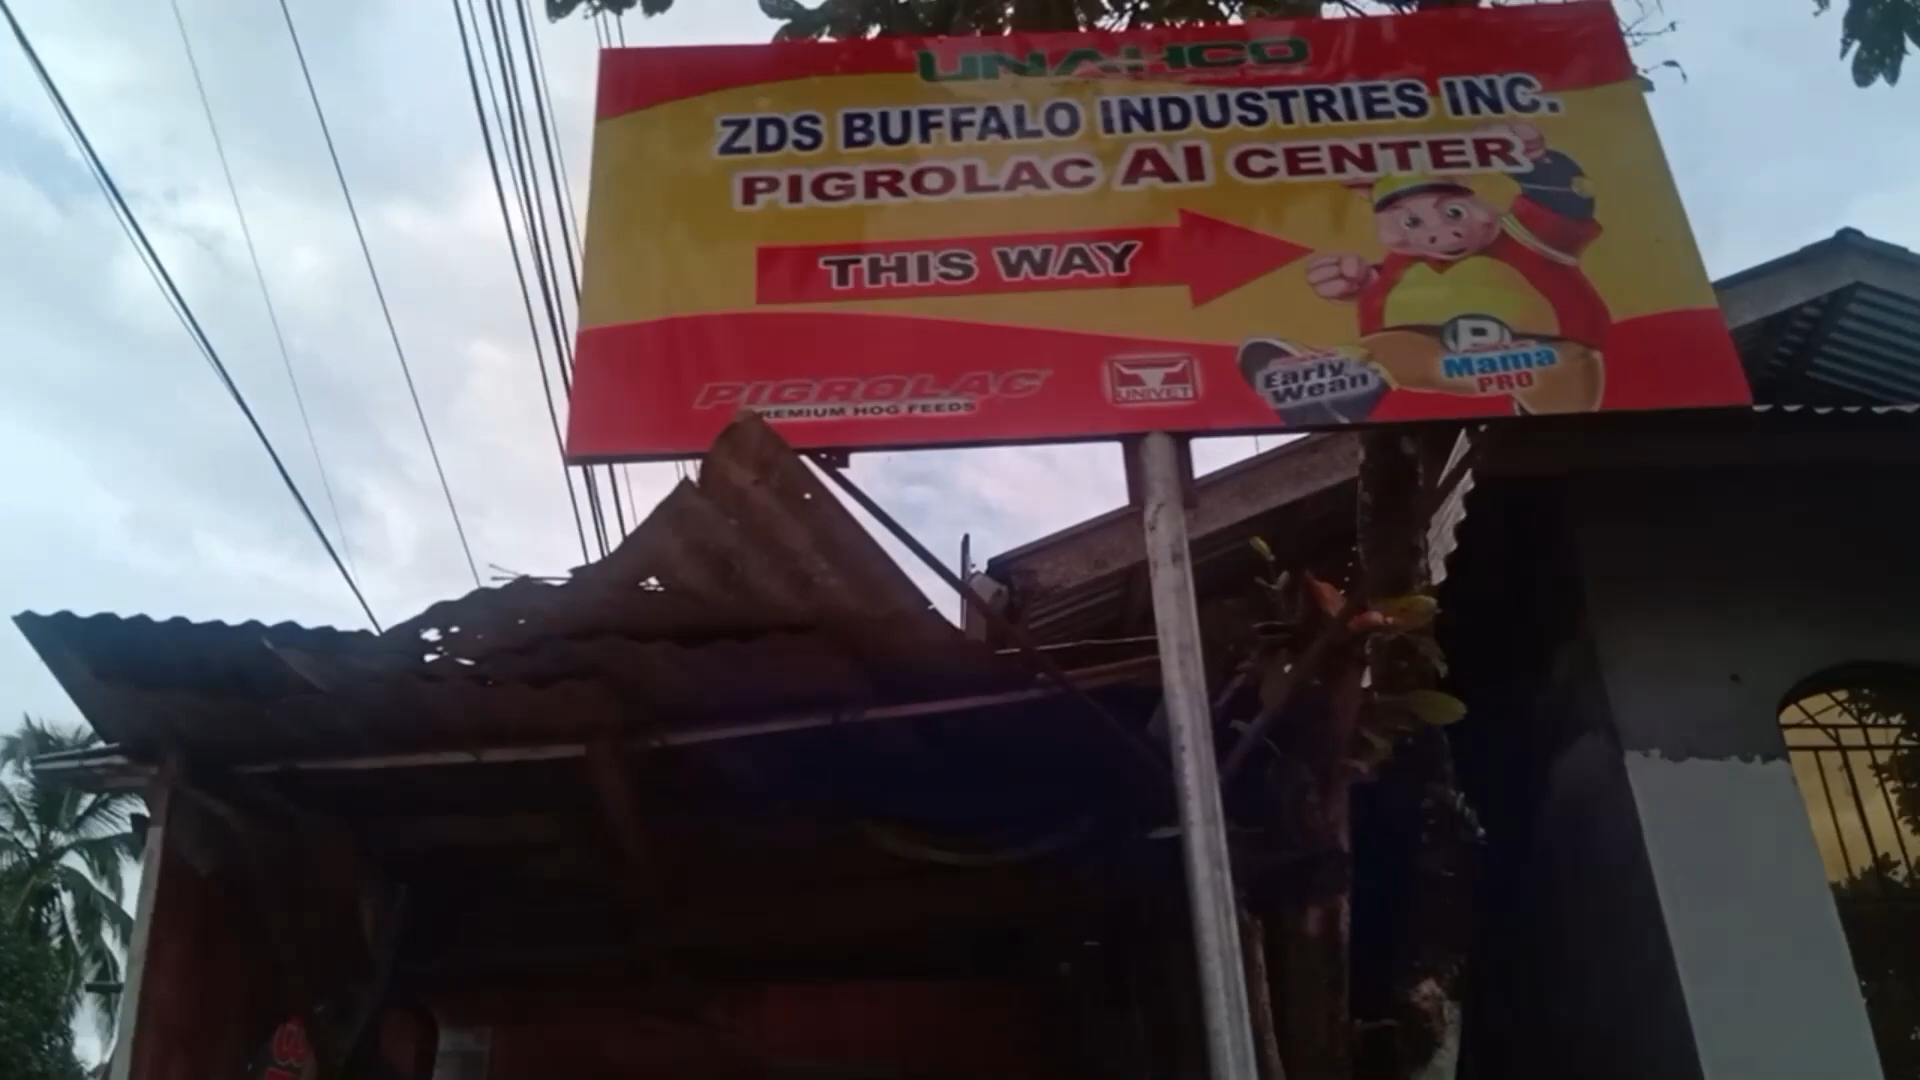 UNAHCO
ZDS BUFFALO INDUSTRIES INC.
PIGROLAC AI CENTER
THIS WAY
PIGROLAC
PREMIUM HOG FEEDS
UNIVET
Early
Wean
Mama
PRO